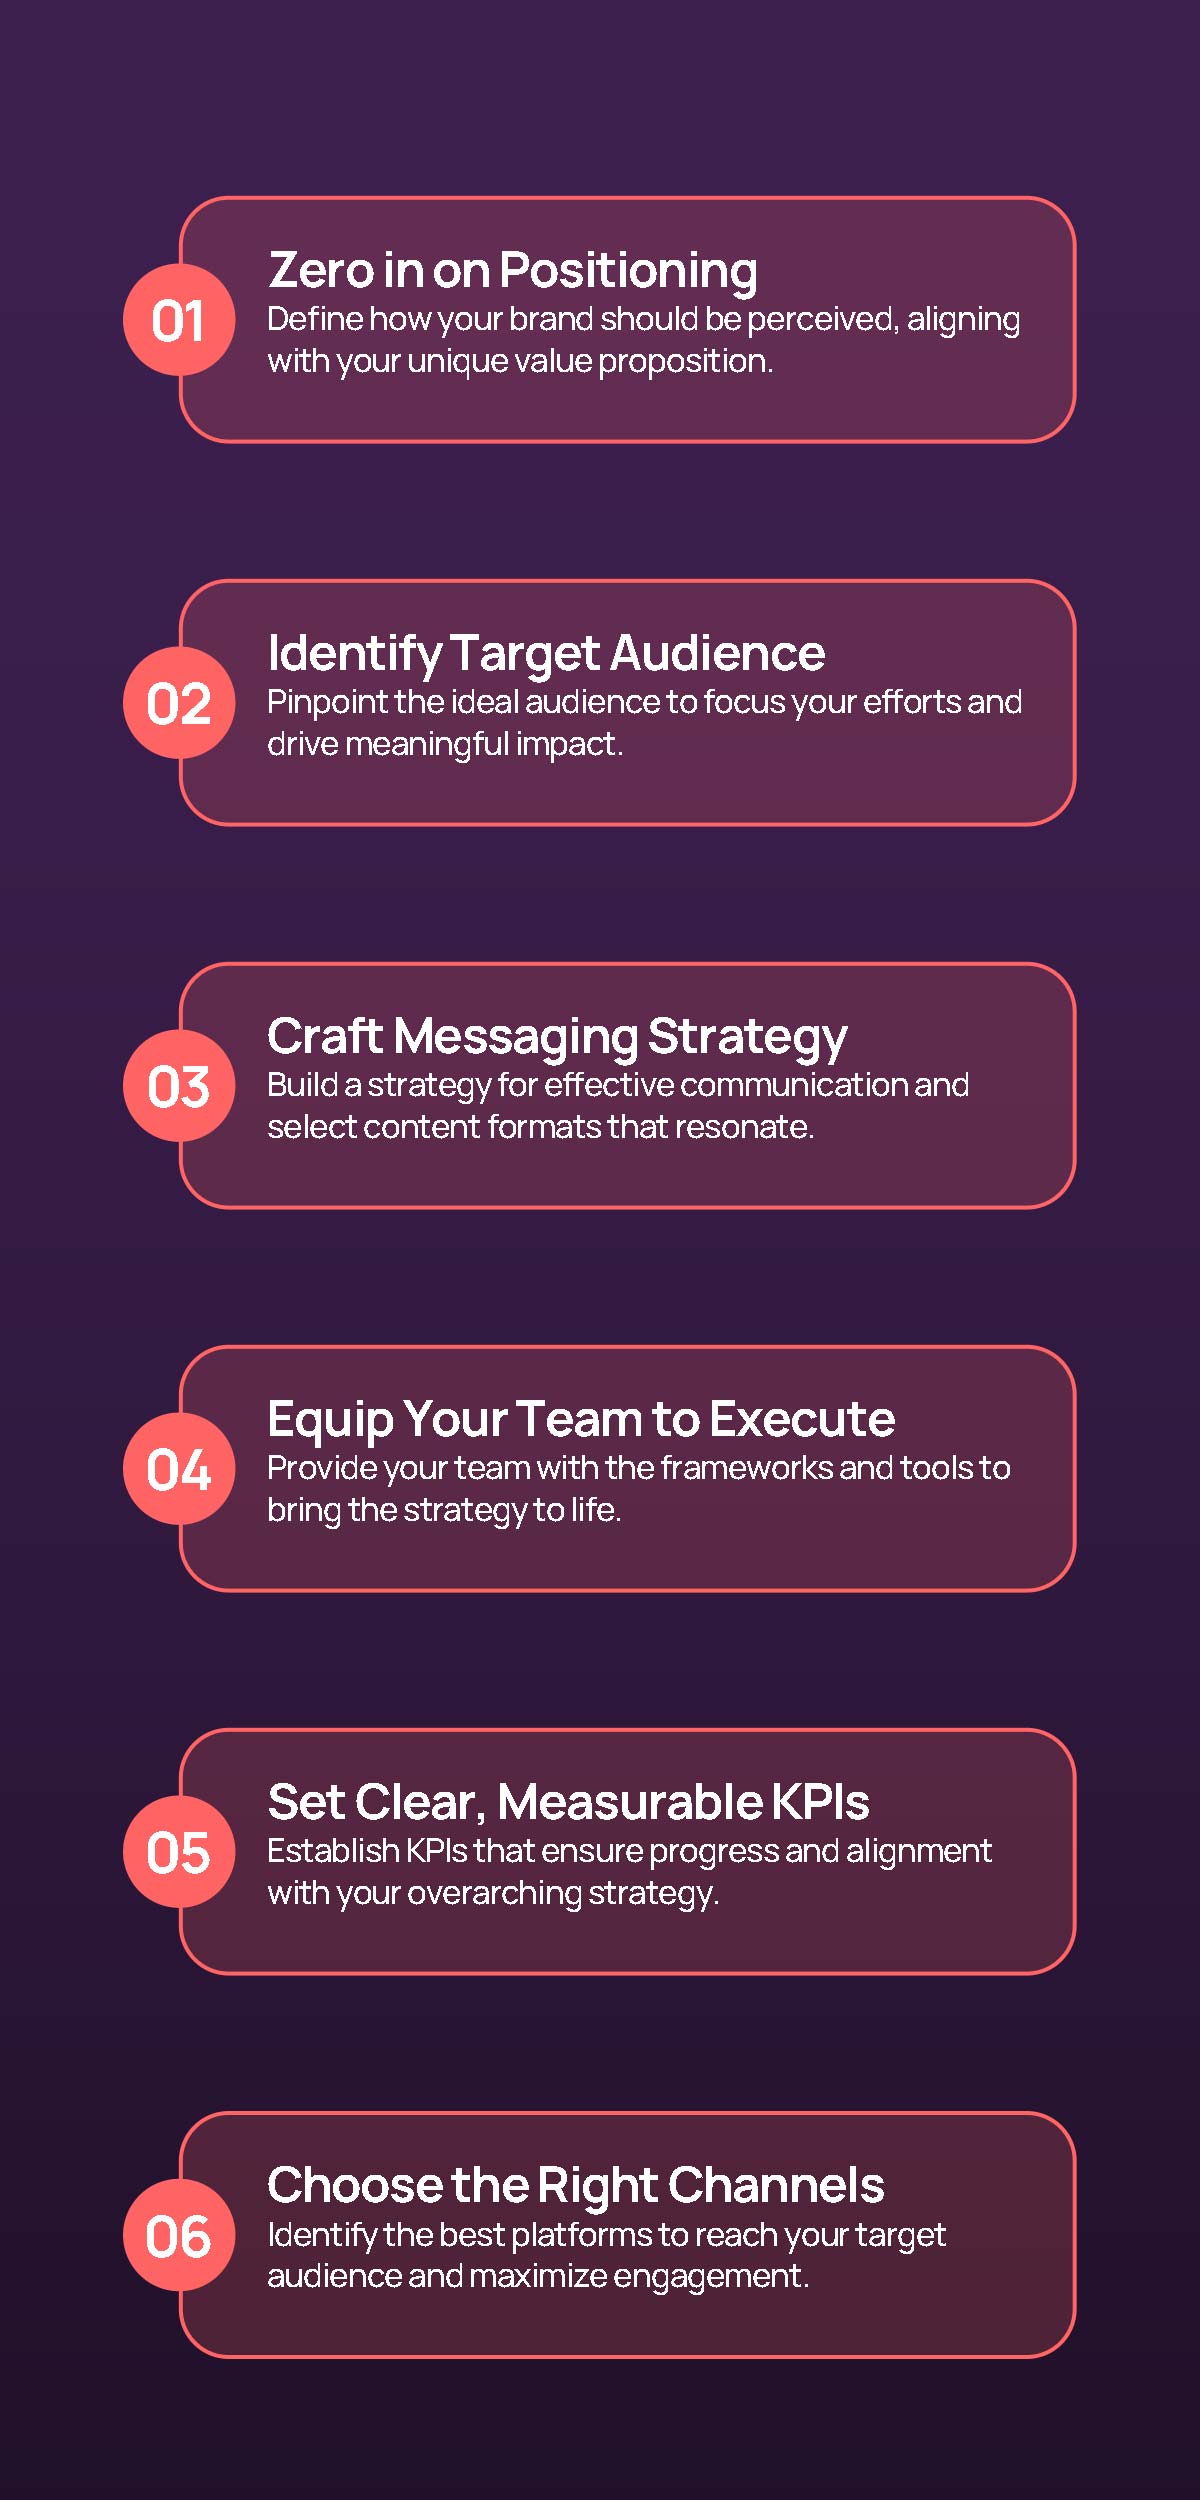 01
Zero in on Positioning
Define how your brand should be perceived, aligning
with your unique value proposition.
02
Identify Target Audience
Pinpoint the ideal audience to focus your efforts and
drive meaningful impact.
03
Craft Messaging Strategy
Build a strategy for effective communication and
select content formats that resonate.
04
Equip Your Team to Execute
Provide your team with the frameworks and tools to
bring the strategy to life.
05
Set Clear, Measurable KPIs
Establish KPIs that ensure progress and alignment
with your overarching strategy.
06
Choose the Right Channels
Identify the best platforms to reach your target
audience and maximize engagement.